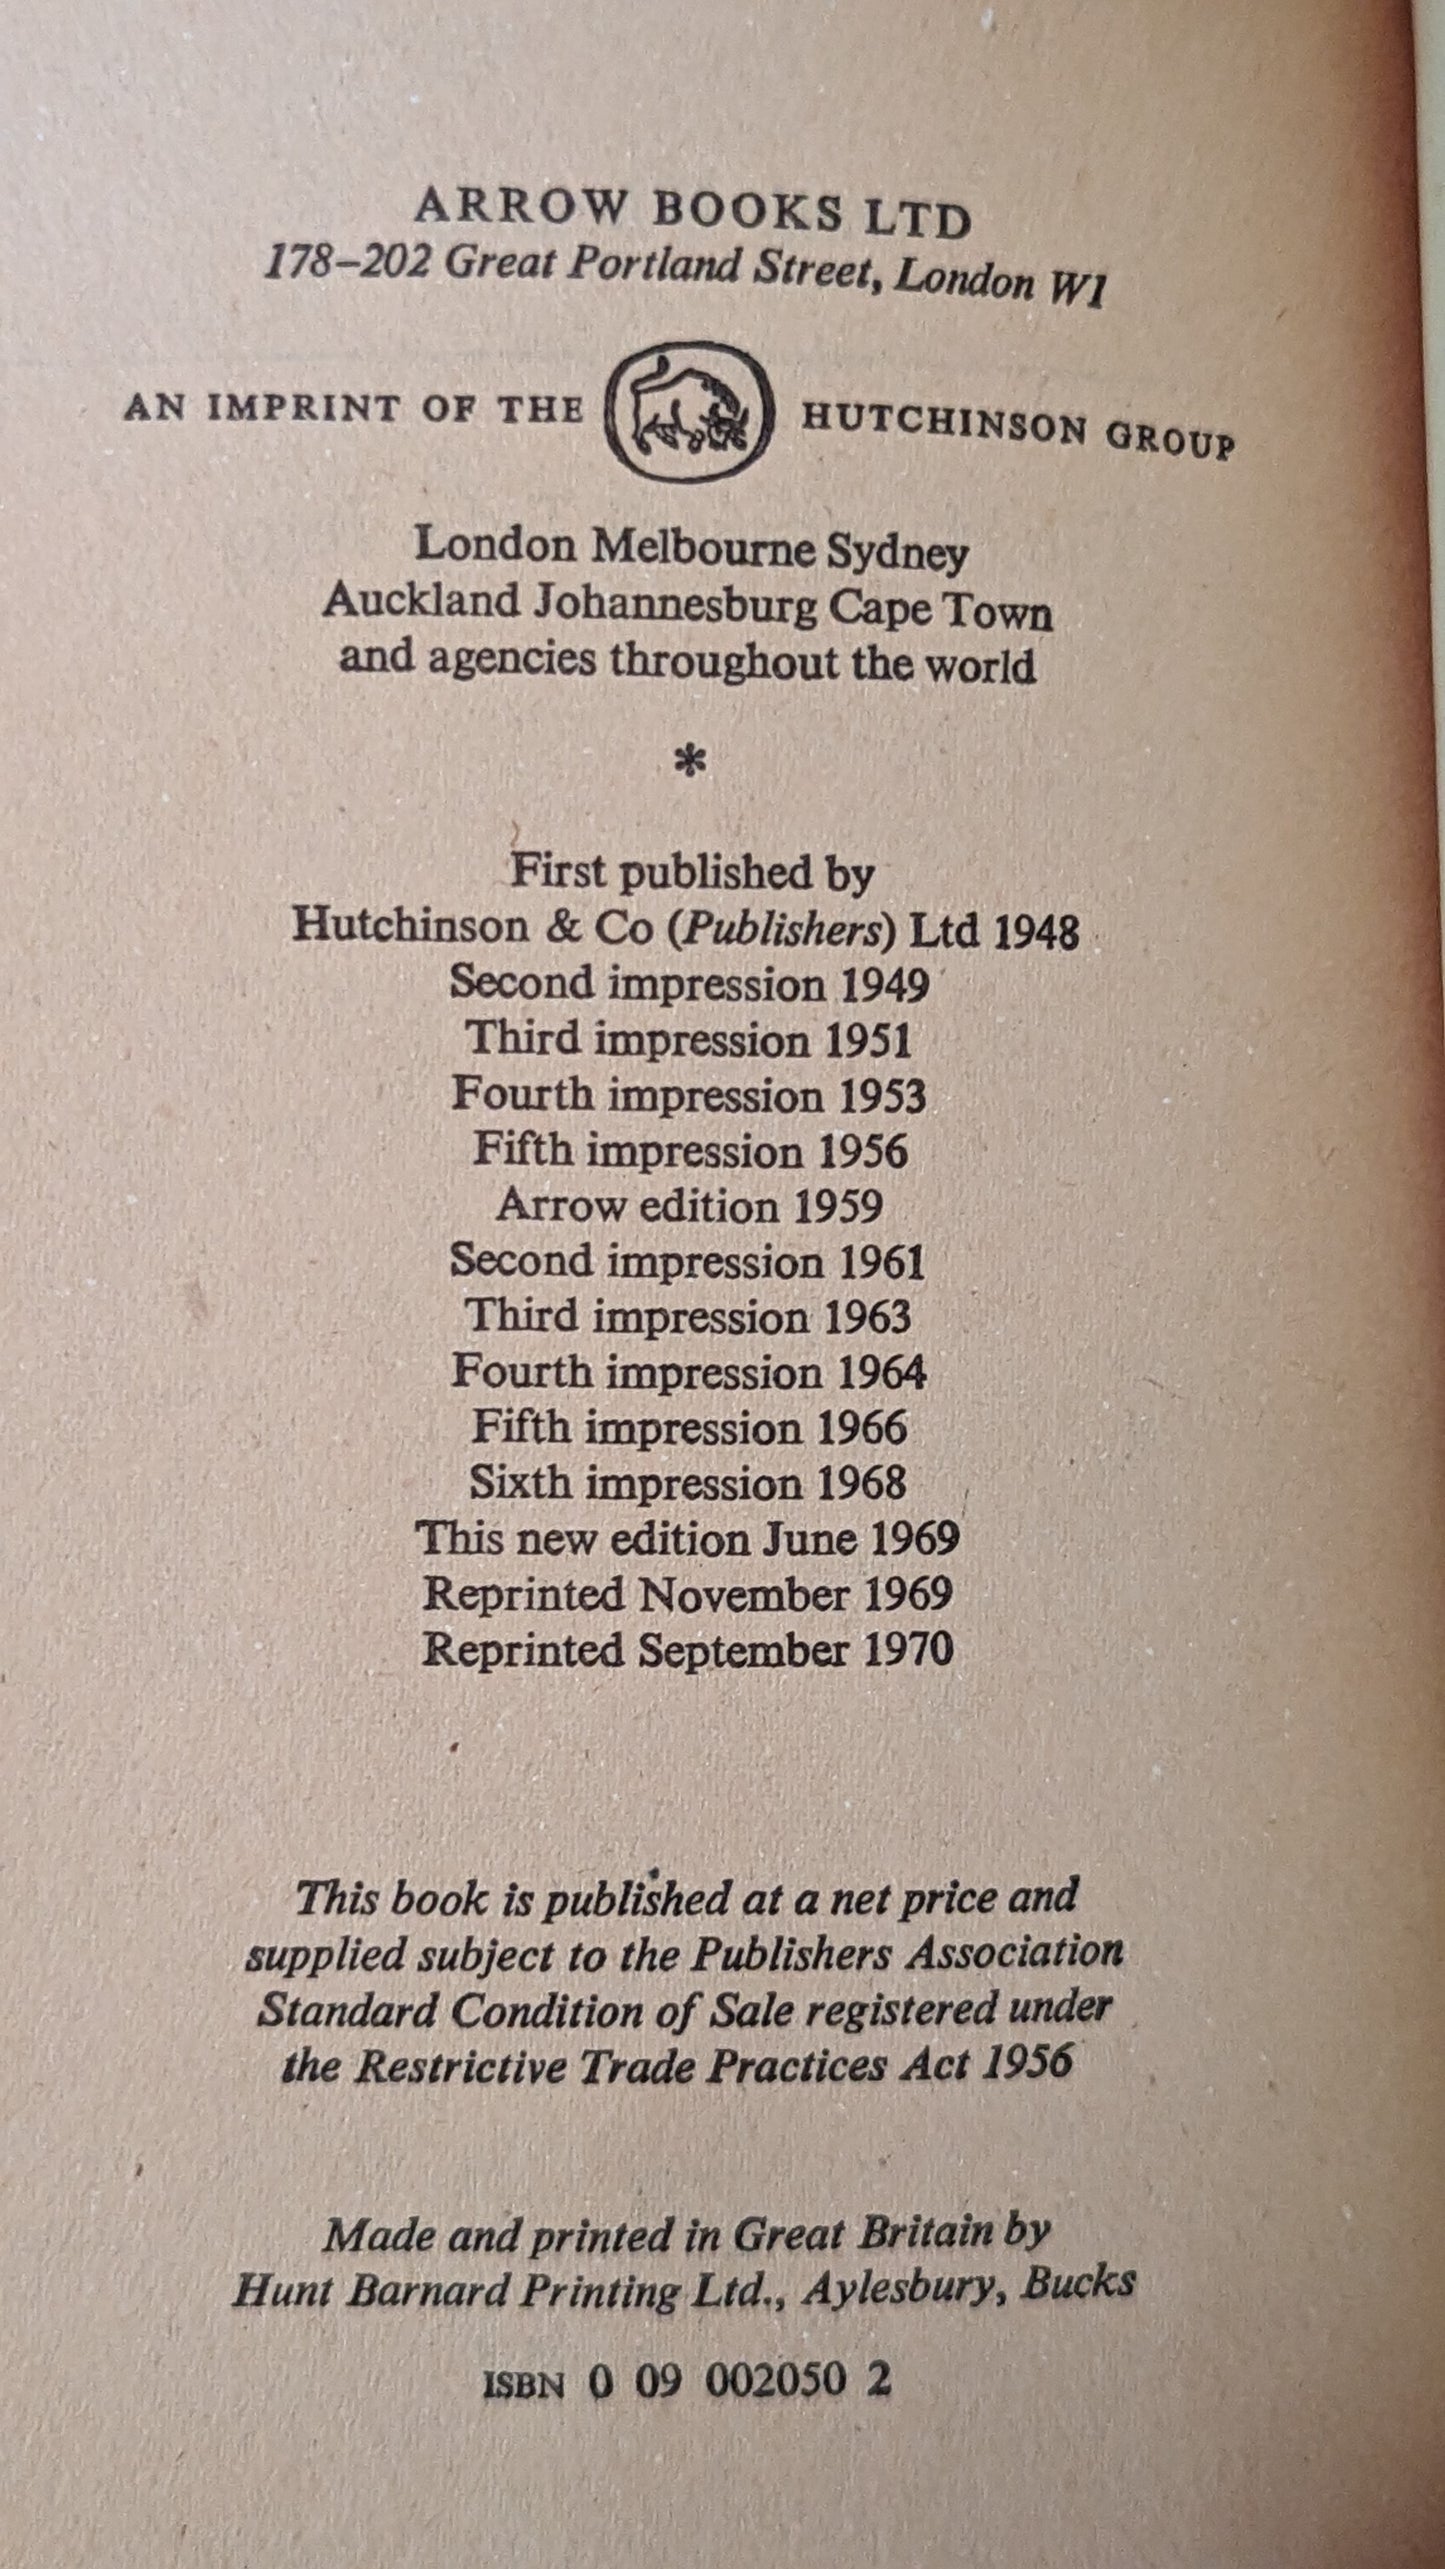 ARROW BOOKS LTD
178–202 Great Portland Street, London W1
AN IMPRINT OF THE HUTCHINSON GROUP
London Melbourne Sydney
Auckland Johannesburg Cape Town
and agencies throughout the world
*
First published by
Hutchinson & Co (Publishers) Ltd 1948
Second impression 1949
Third impression 1951
Fourth impression 1953
Fifth impression 1956
Arrow edition 1959
Second impression 1961
Third impression 1963
Fourth impression 1964
Fifth impression 1966
Sixth impression 1968
This new edition June 1969
Reprinted November 1969
Reprinted September 1970
This book is published at a net price and
supplied subject to the Publishers Association
Standard Condition of Sale registered under
the Restrictive Trade Practices Act 1956
Made and printed in Great Britain by
Hunt Barnard Printing Ltd., Aylesbury, Bucks
ISBN 0 09 002050 2